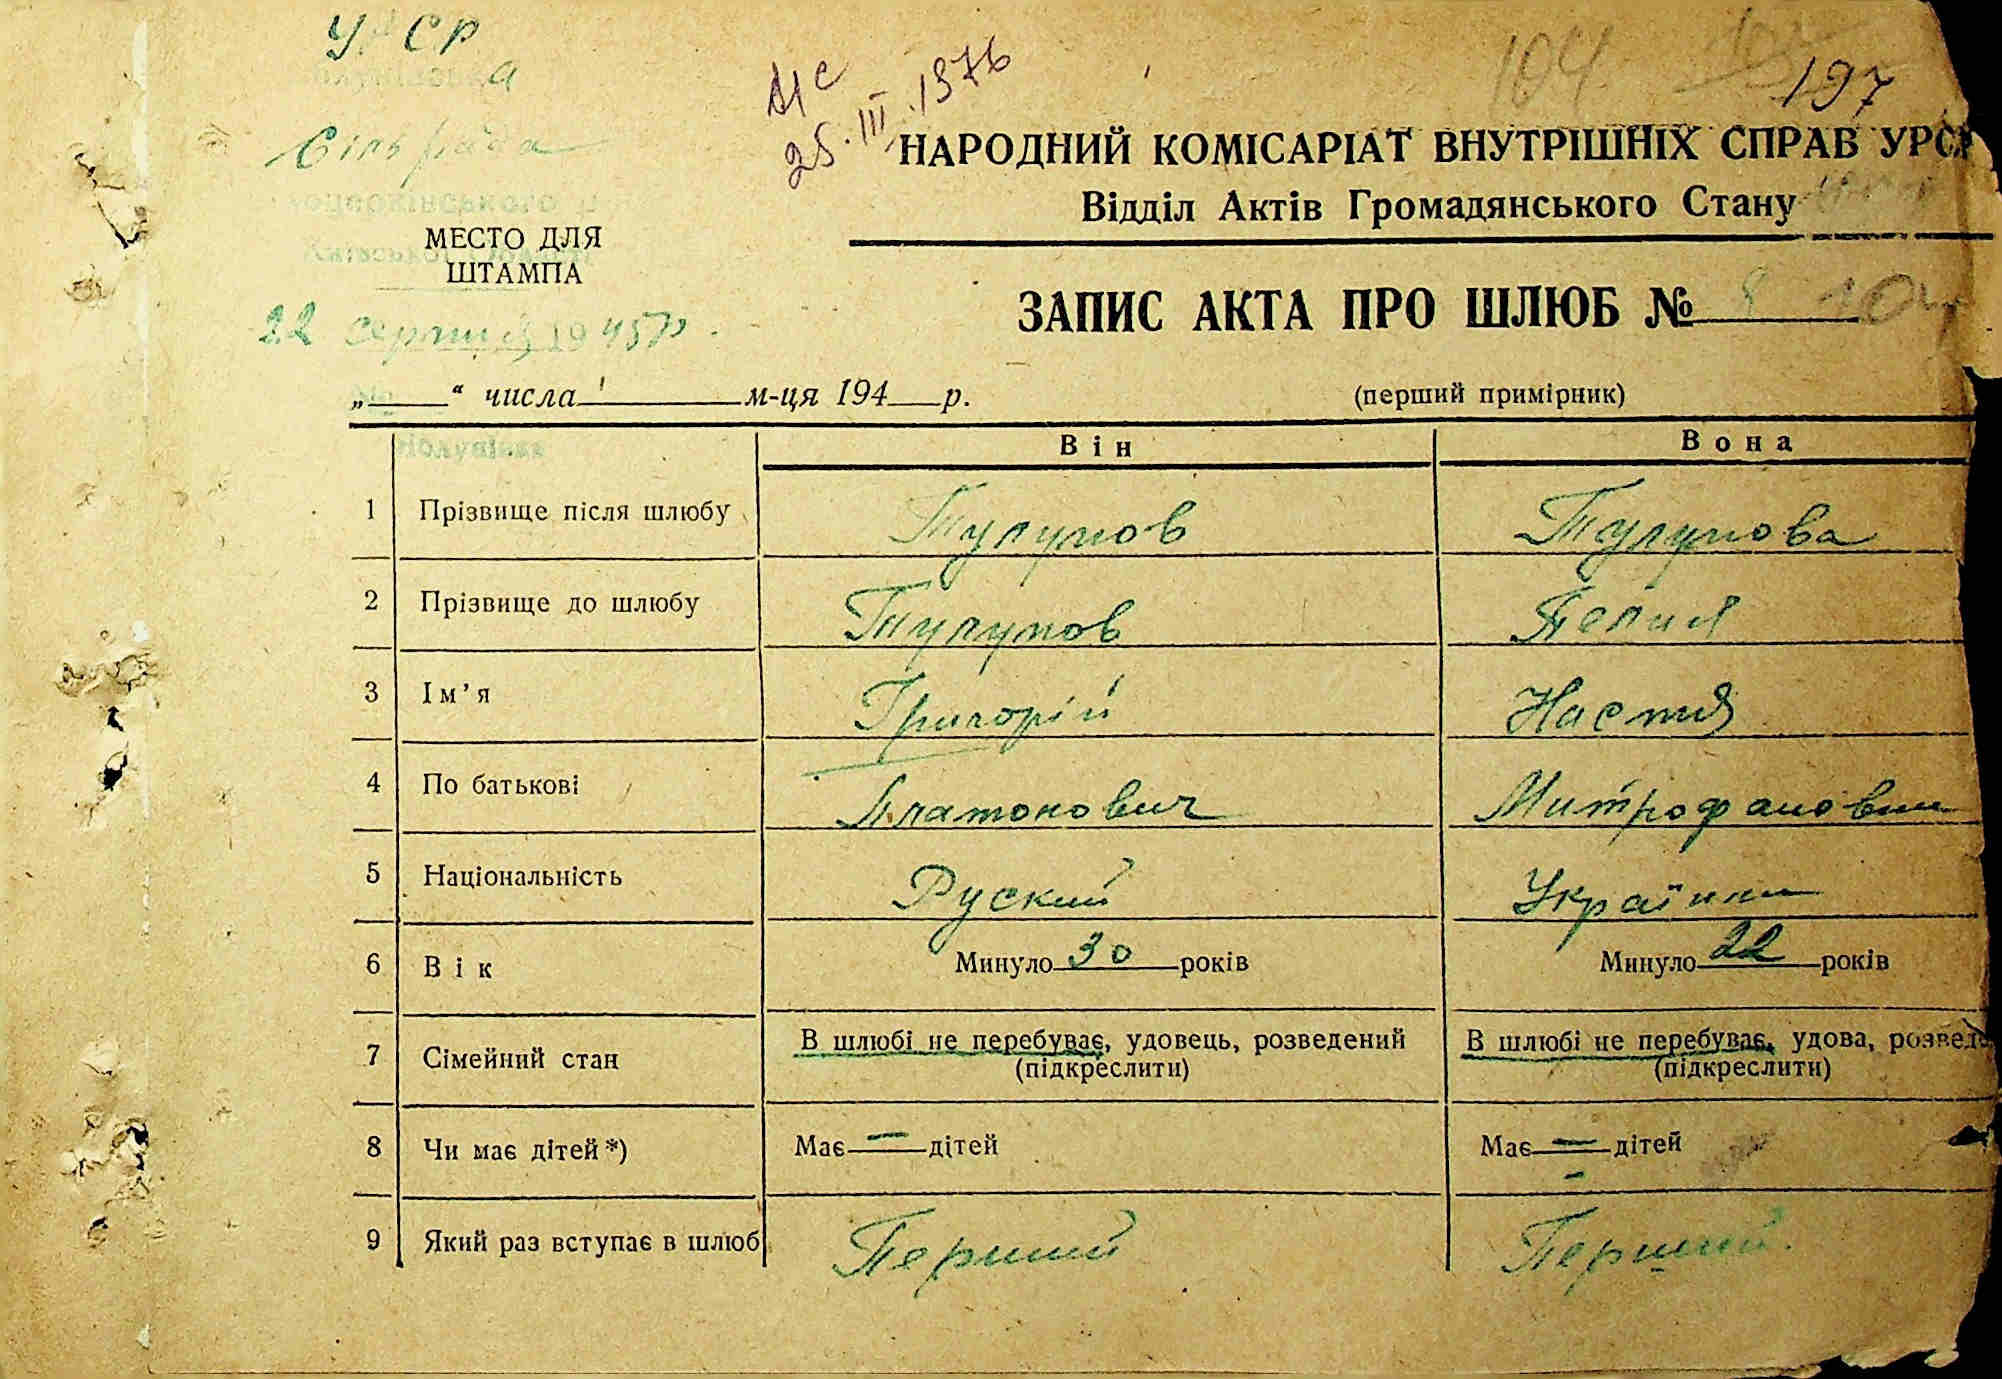 УРСР
Сільрада
МЕСТО ДЛЯ
ШТАМПА
22 серпня 1945р.
25.III.1976
104
197
НАРОДНИЙ КОМІСАРІАТ ВНУТРІШНІХ СПРАВ УРСР
Відділ Актів Громадянського Стану
ЗАПИС АКТА ПРО ШЛЮБ №
„ “ числа м-ця 194 р.
(перший примірник)
Він Вона
1 Прізвище після шлюбу Тулупов Тулупова
2 Прізвище до шлюбу Тулупов
3 Ім’я Григорій Настя
4 По батькові Платонович Митрофановни
5 Національність Руский Українка
6 Вік Минуло 30 років Минуло 22 років
7 Сімейний стан В шлюбі не перебуває, удовець, розведений В шлюбі не перебуває, удова, розведе
(підкреслити) (підкреслити)
8 Чи має дітей*) Має — дітей Має — дітей
9 Який раз вступає в шлюб Перший Перший.